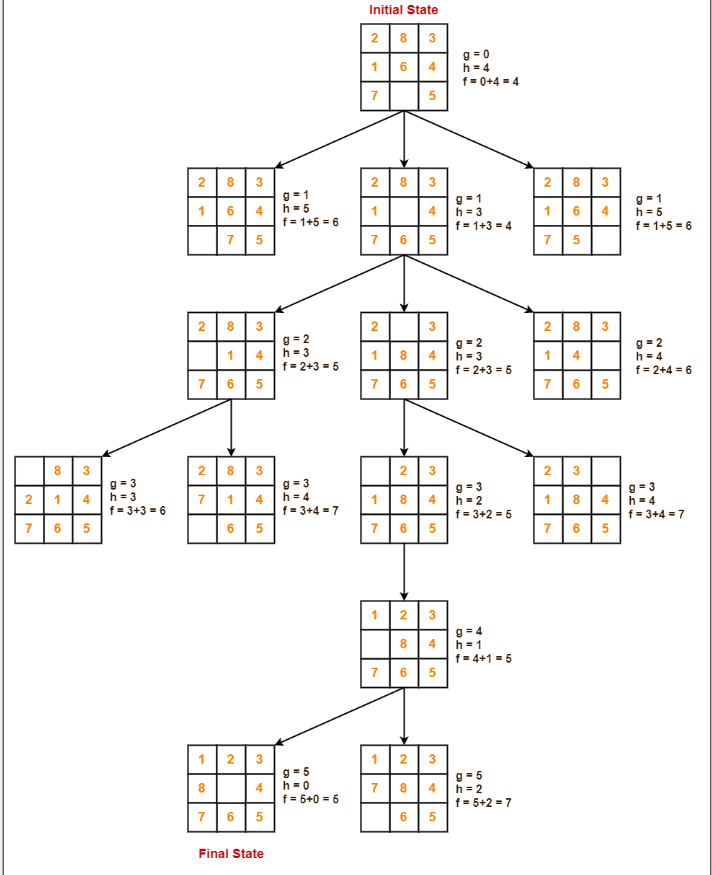 Initial State
2 8 3
1 6 4
7 5
g = 0
h = 4
f = 0+4 = 4
2 8 3
1 6 4
7 5
g = 1
h = 5
f = 1+5 = 6
2 8 3
1 4
7 6 5
g = 1
h = 3
f = 1+3 = 4
2 8 3
1 6 4
7 5
g = 1
h = 5
f = 1+5 = 6
2 8 3
1 4
7 6 5
g = 2
h = 3
f = 2+3 = 5
2 3
1 8 4
7 6 5
g = 2
h = 3
f = 2+3 = 5
2 8 3
1 4
7 6 5
g = 2
h = 4
f = 2+4 = 6
8 3
2 1 4
7 6 5
g = 3
h = 3
f = 3+3 = 6
2 8 3
7 1 4
6 5
g = 3
h = 4
f = 3+4 = 7
2 3
1 8 4
7 6 5
g = 3
h = 2
f = 3+2 = 5
2 3
1 8 4
7 6 5
g = 3
h = 4
f = 3+4 = 7
1 2 3
8 4
7 6 5
g = 4
h = 1
f = 4+1 = 5
1 2 3
8 4
7 6 5
g = 5
h = 0
f = 5+0 = 5
1 2 3
7 8 4
6 5
g = 5
h = 2
f = 5+2 = 7
Final State